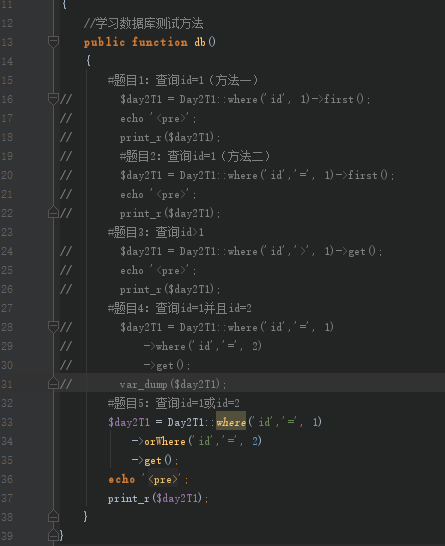 11 {
12 //学习数据库测试方法
13 public function db()
14 {
15 #题目1：查询id=1（方法一）
16 // $day2T1 = Day2T1::where('id', 1)->first();
17 // echo '<pre>';
18 // print_r($day2T1);
19 // #题目2：查询id=1（方法二）
20 // $day2T1 = Day2T1::where('id','=', 1)->first();
21 // echo '<pre>';
22 // print_r($day2T1);
23 #题目3：查询id>1
24 // $day2T1 = Day2T1::where('id','>', 1)->get();
25 // echo '<pre>';
26 // print_r($day2T1);
27 #题目4：查询id=1并且id=2
28 // $day2T1 = Day2T1::where('id','=', 1)
29 // ->where('id','=', 2)
30 // ->get();
31 // var_dump($day2T1);
32 #题目5：查询id=1或id=2
33 $day2T1 = Day2T1::where('id','=', 1)
34 ->orWhere('id','=', 2)
35 ->get();
36 echo '<pre>';
37 print_r($day2T1);
38 }
39 }